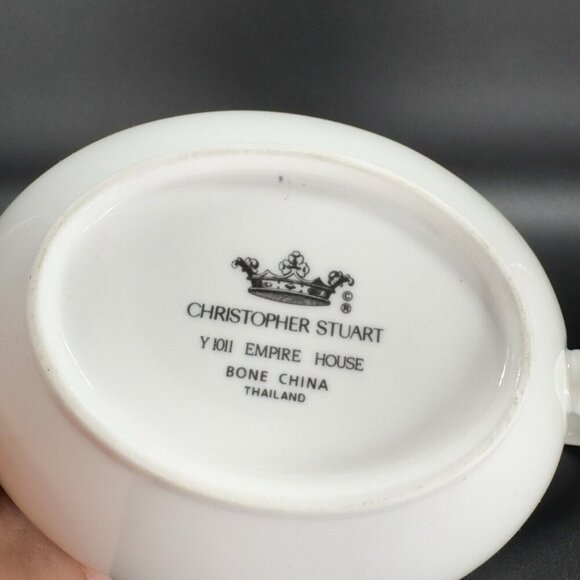 © ®
CHRISTOPHER STUART
Y 1011 EMPIRE HOUSE
BONE CHINA
THAILAND